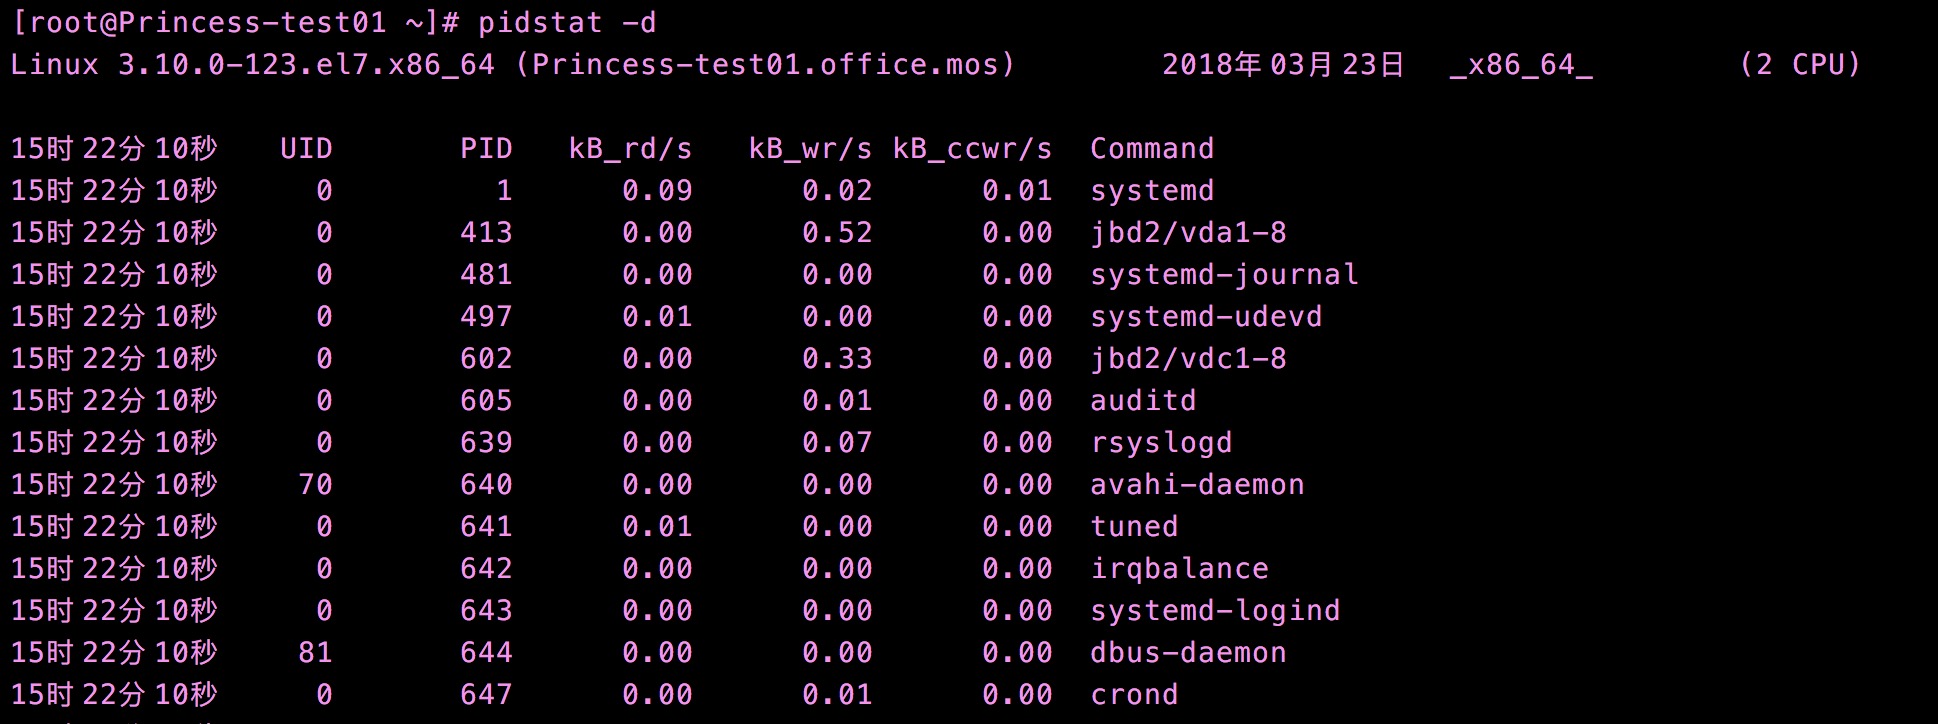 [root@Princess-test01 ~]# pidstat -d
Linux 3.10.0-123.el7.x86_64 (Princess-test01.office.mos) 2018年03月23日 _x86_64_ (2 CPU)
15时22分10秒 UID PID kB_rd/s kB_wr/s kB_ccwr/s Command
15时22分10秒 0 1 0.09 0.02 0.01 systemd
15时22分10秒 0 413 0.00 0.52 0.00 jbd2/vda1-8
15时22分10秒 0 481 0.00 0.00 0.00 systemd-journal
15时22分10秒 0 497 0.01 0.00 0.00 systemd-udevd
15时22分10秒 0 602 0.00 0.33 0.00 jbd2/vdc1-8
15时22分10秒 0 605 0.00 0.01 0.00 auditd
15时22分10秒 0 639 0.00 0.07 0.00 rsyslogd
15时22分10秒 70 640 0.00 0.00 0.00 avahi-daemon
15时22分10秒 0 641 0.01 0.00 0.00 tuned
15时22分10秒 0 642 0.00 0.00 0.00 irqbalance
15时22分10秒 0 643 0.00 0.00 0.00 systemd-logind
15时22分10秒 81 644 0.00 0.00 0.00 dbus-daemon
15时22分10秒 0 647 0.00 0.01 0.00 crond